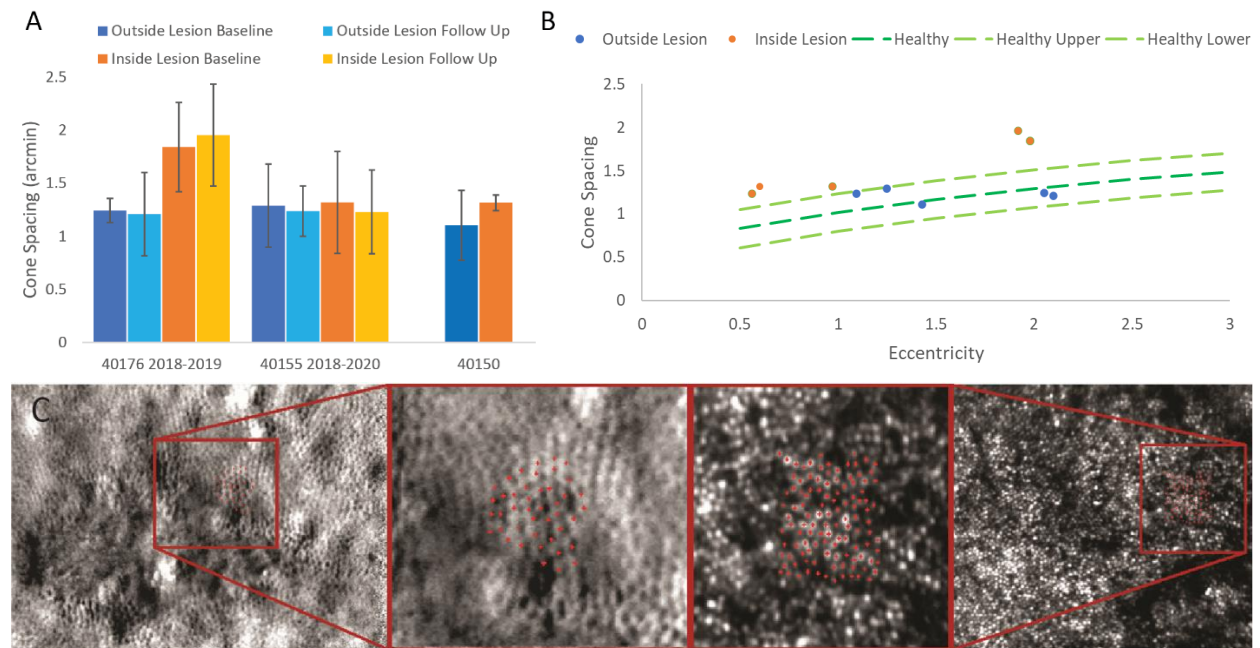 A
Outside Lesion Baseline
Outside Lesion Follow Up
Inside Lesion Baseline
Inside Lesion Follow Up
Cone Spacing (arcmin)
2.5
2
1.5
1
0.5
0
40176 2018-2019
40155 2018-2020
40150
B
Outside Lesion
Inside Lesion
Healthy
Healthy Upper
Healthy Lower
Cone Spacing
2.5
2
1.5
1
0.5
0
0 0.5 1 1.5 2 2.5 3
Eccentricity
C